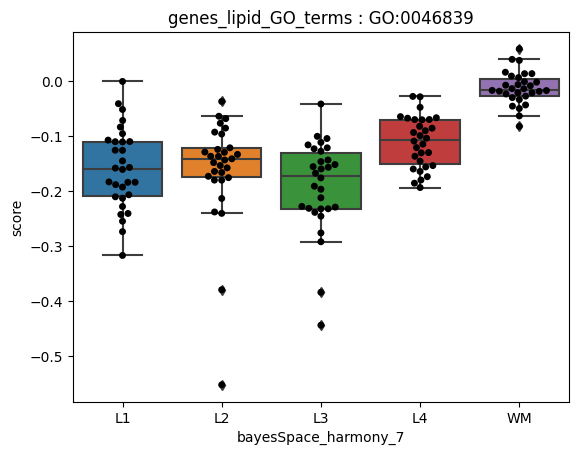 genes_lipid_GO_terms : GO:0046839
score
0.0
−0.1
−0.2
−0.3
−0.4
−0.5
L1 L2 L3 L4 WM
bayesSpace_harmony_7